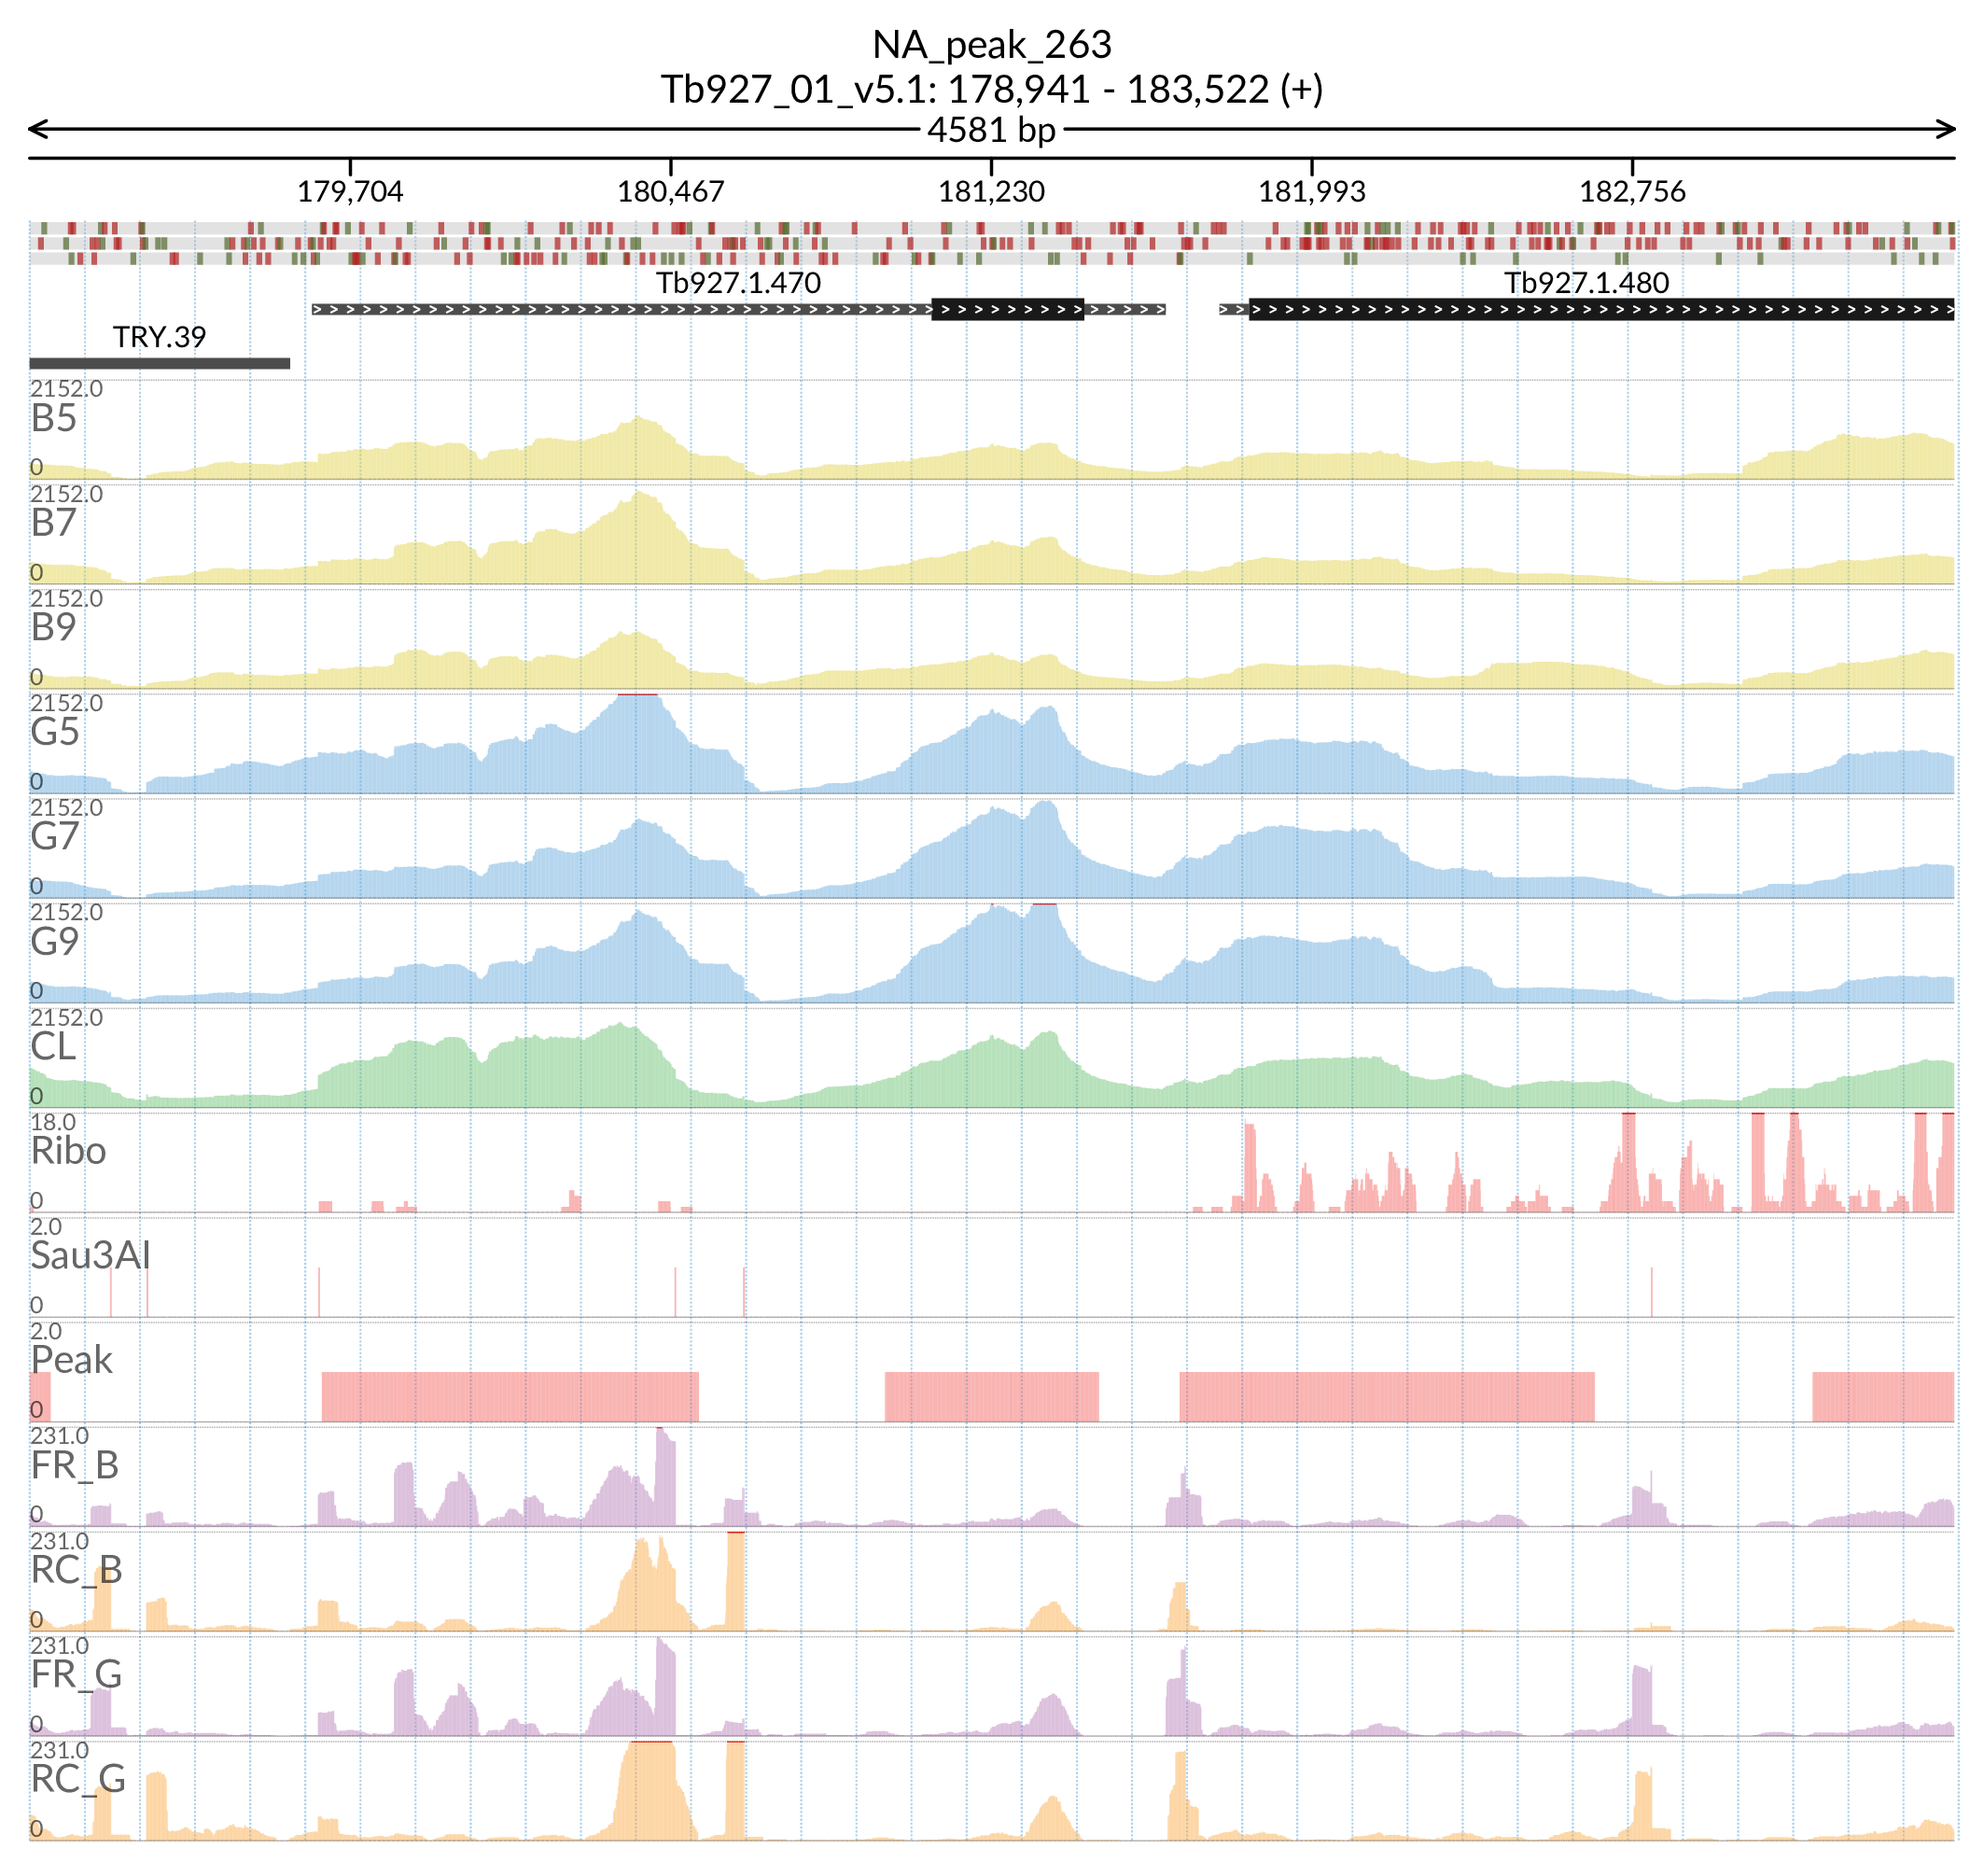 NA_peak_263
Tb927_01_v5.1: 178,941 - 183,522 (+)
4581 bp
179,704 180,467 181,230 181,993 182,756
Tb927.1.470 Tb927.1.480
TRY.39
2152.0
B5
0
2152.0
B7
0
2152.0
B9
0
2152.0
G5
0
2152.0
G7
0
2152.0
G9
0
2152.0
CL
0
18.0
Ribo
0
2.0
Sau3AI
0
2.0
Peak
0
231.0
FR_B
0
231.0
RC_B
0
231.0
FR_G
0
231.0
RC_G
0